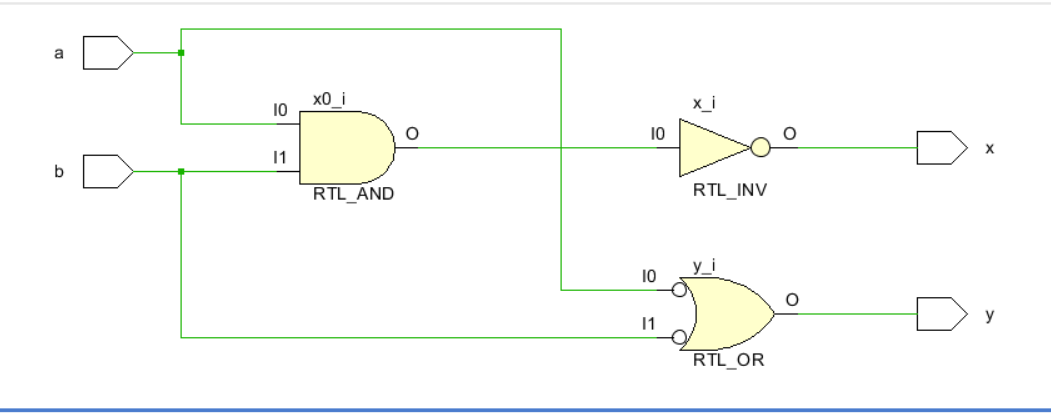 a
x0_i
I0
O
I1
RTL_AND
b
x_i
I0
O
RTL_INV
x
y_i
I0
O
I1
RTL_OR
y